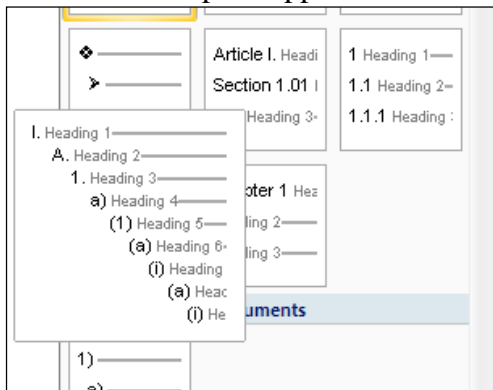 Article I. Headi
Section 1.01
Heading 3
1 Heading 1
1.1 Heading 2
1.1.1 Heading
I. Heading 1
A. Heading 2
1. Heading 3
a) Heading 4
(1) Heading 5
(a) Heading 6
(i) Heading
(a) Head
(i) He
pter 1 Hea
ling 2
ling 3
uments
1)